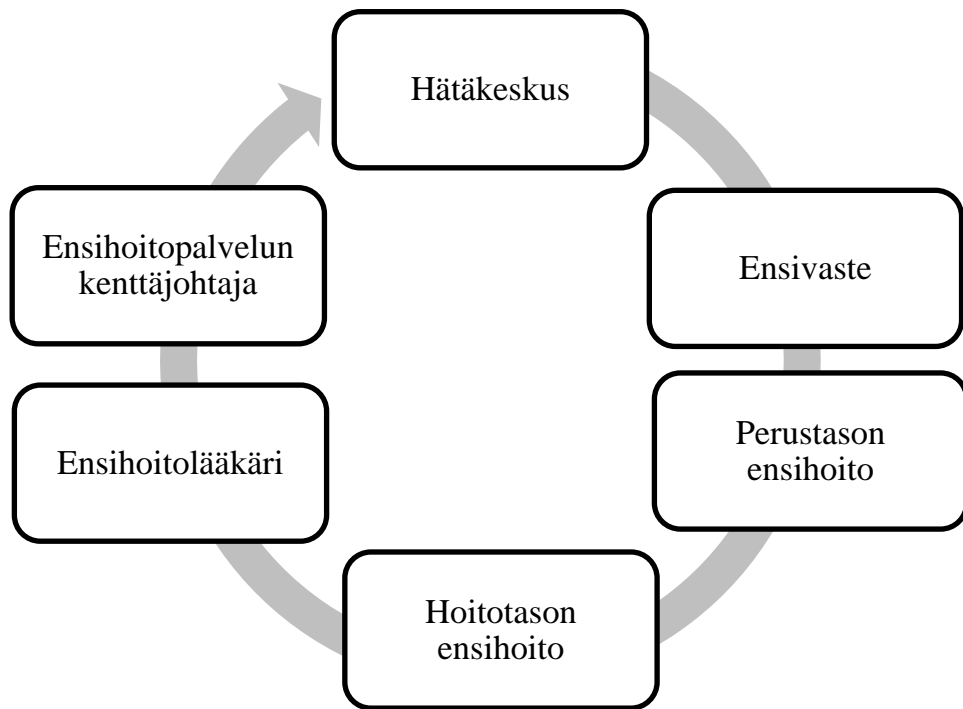 Hätäkeskus
Ensivaste
Perustason
ensihoito
Hoitotason
ensihoito
Ensihoitolääkäri
Ensihoitopalvelun
kenttäjohtaja